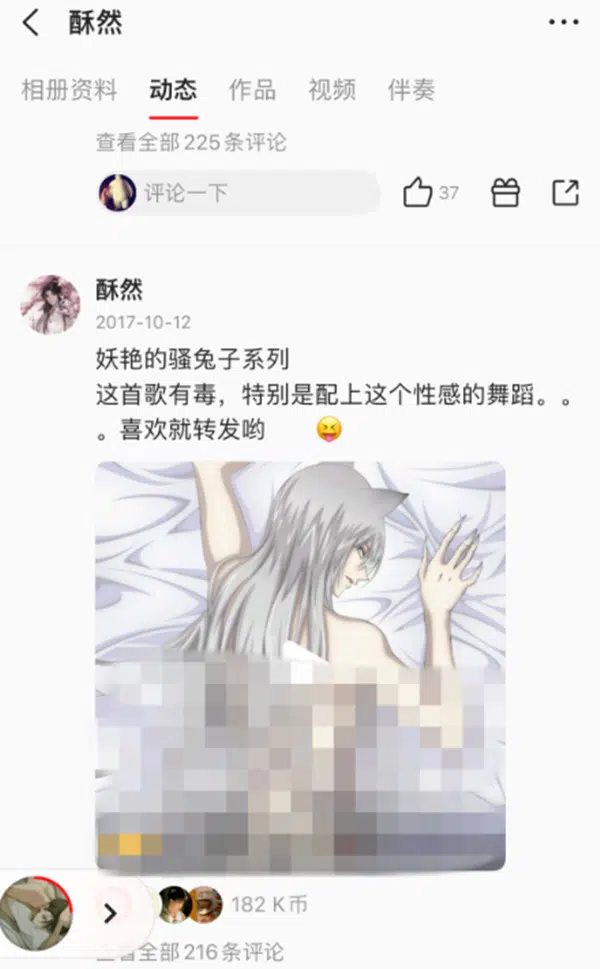 酥然
相册资料 动态 作品 视频 伴奏
查看全部225条评论
评论一下 37
酥然
2017-10-12
妖艳的骚兔子系列
这首歌有毒，特别是配上这个性感的舞蹈。。
。喜欢就转发哟
182 K币
查看全部216条评论